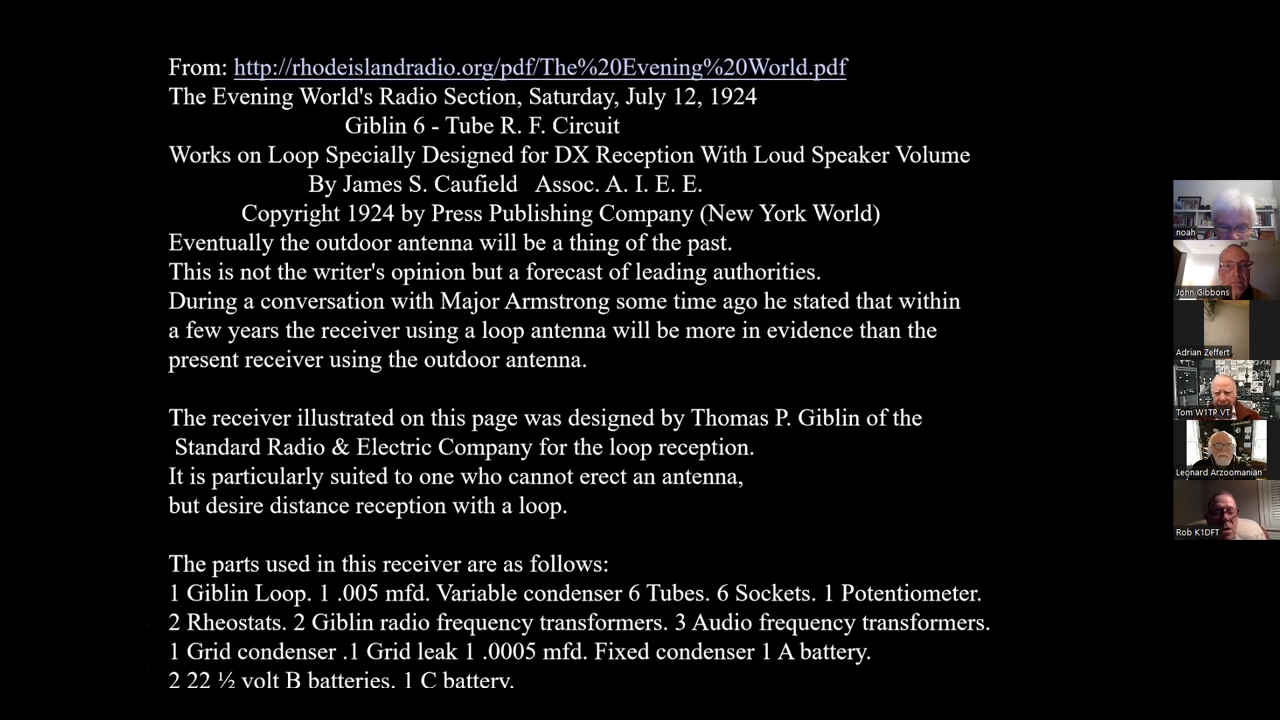 From: http://rhodeislandradio.org/pdf/The%20Evening%20World.pdf
The Evening World's Radio Section, Saturday, July 12, 1924
Giblin 6 - Tube R. F. Circuit
Works on Loop Specially Designed for DX Reception With Loud Speaker Volume
By James S. Caufield Assoc. A. I. E. E.
Copyright 1924 by Press Publishing Company (New York World)
Eventually the outdoor antenna will be a thing of the past.
This is not the writer's opinion but a forecast of leading authorities.
During a conversation with Major Armstrong some time ago he stated that within
a few years the receiver using a loop antenna will be more in evidence than the
present receiver using the outdoor antenna.
The receiver illustrated on this page was designed by Thomas P. Giblin of the
Standard Radio & Electric Company for the loop reception.
It is particularly suited to one who cannot erect an antenna,
but desire distance reception with a loop.
The parts used in this receiver are as follows:
1 Giblin Loop. 1 .005 mfd. Variable condenser 6 Tubes. 6 Sockets. 1 Potentiometer.
2 Rheostats. 2 Giblin radio frequency transformers. 3 Audio frequency transformers.
1 Grid condenser .1 Grid leak 1 .0005 mfd. Fixed condenser 1 A battery.
2 22 ½ volt B batteries. 1 C battery.
noah
John Gibbons
Adrian Zeffert
Tom W1TP VT
Leonard Arzoomanian
Rob K1DFT